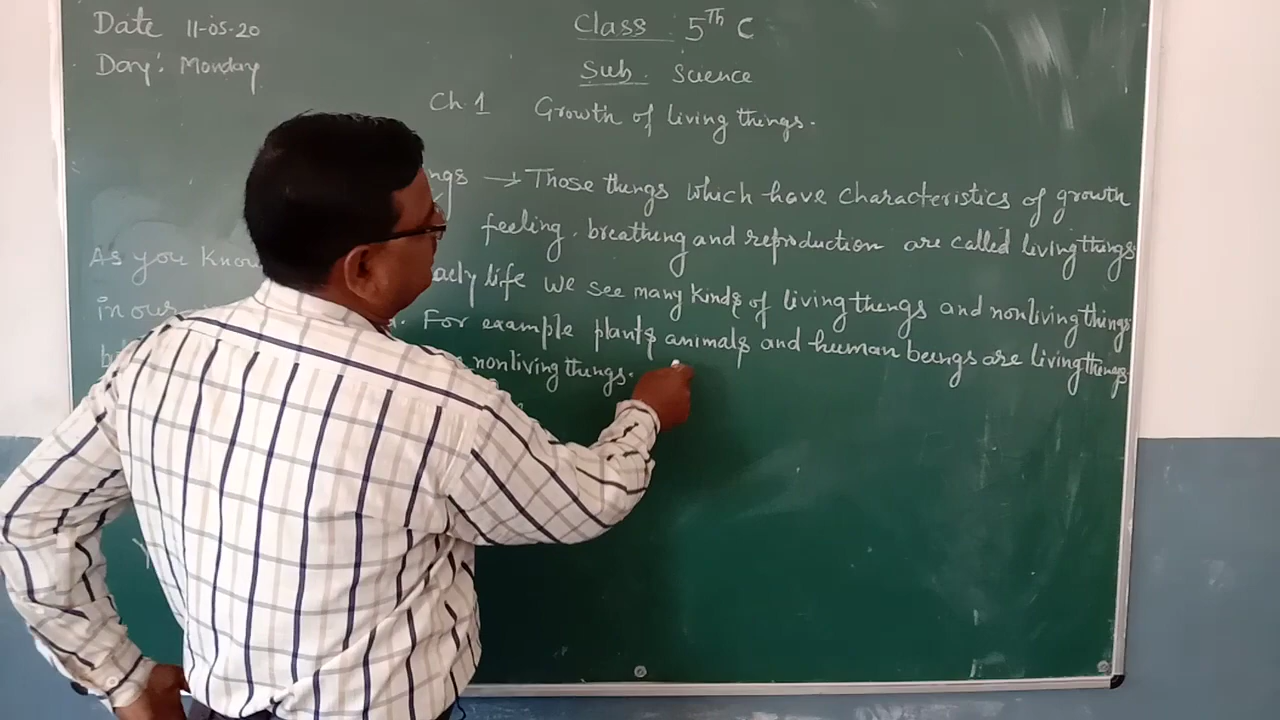 Date 11-05-20
Day: Monday
Class 5Th C
Sub. Science
Ch.1 Growth of living things.
ngs → Those things which have characteristics of growth
feeling. breathing and reproduction are called living things
As you know
in our life we see many kinds of living things and nonliving things
For example plants animals and human beings are living things
nonliving things.